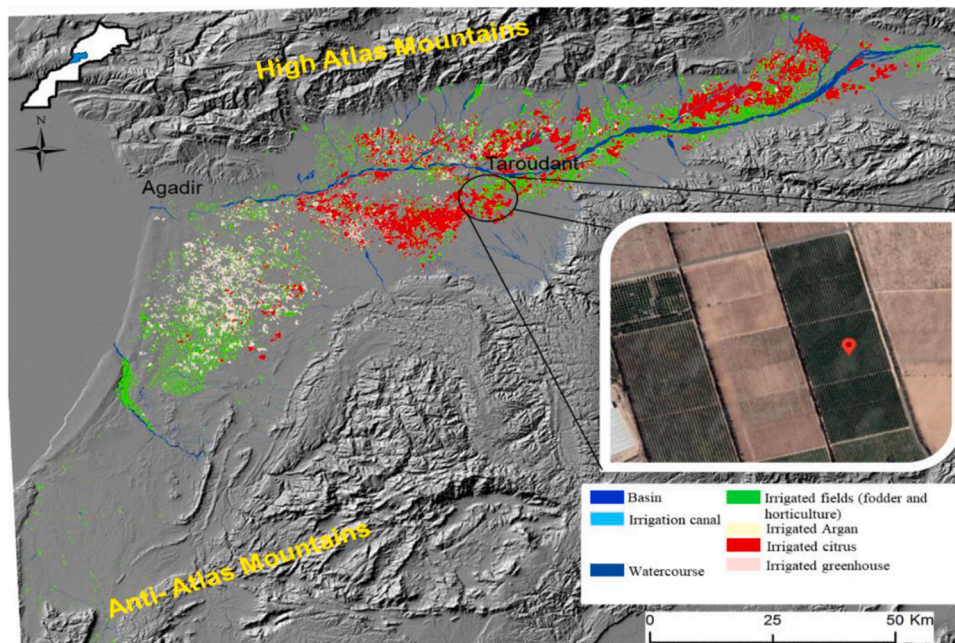 High Atlas Mountains
N
Agadir
Taroudant
Anti-Atlas Mountains
Basin
Irrigation canal
Watercourse
Irrigated fields (fodder and
horticulture)
Irrigated Argan
Irrigated citrus
Irrigated greenhouse
0 25 50 Km